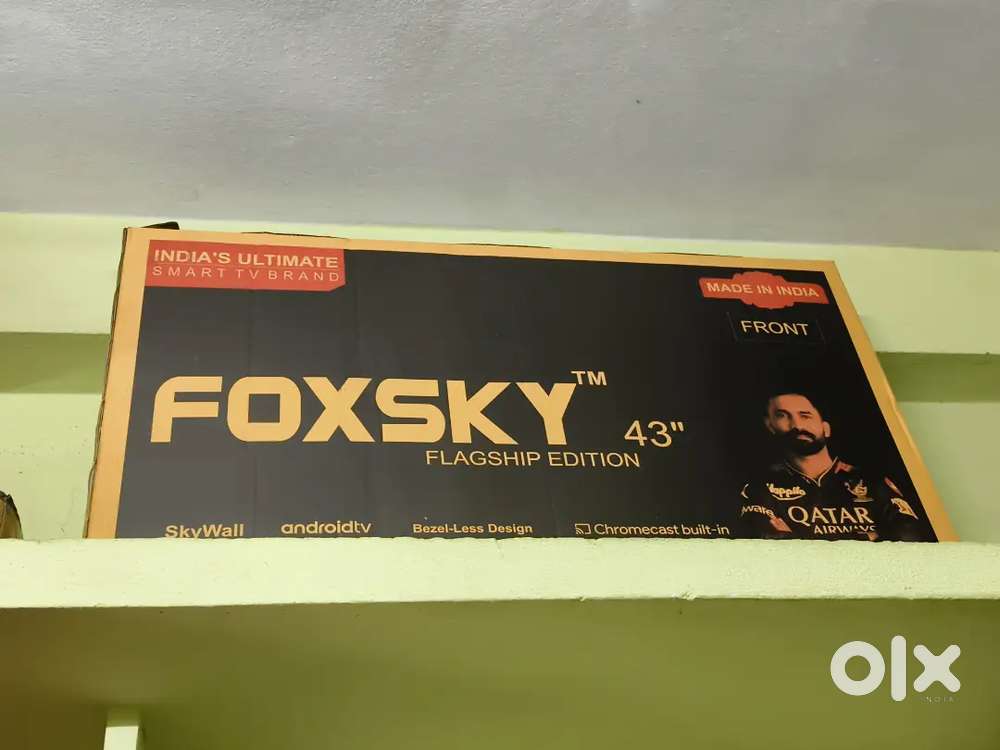 INDIA'S ULTIMATE
SMART TV BRAND
MADE IN INDIA
FRONT
FOXSKY™ 43"
FLAGSHIP EDITION
SkyWall androidtv Bezel-Less Design Chromecast built-in
QATAR
AIRWAYS
olx
INDIA